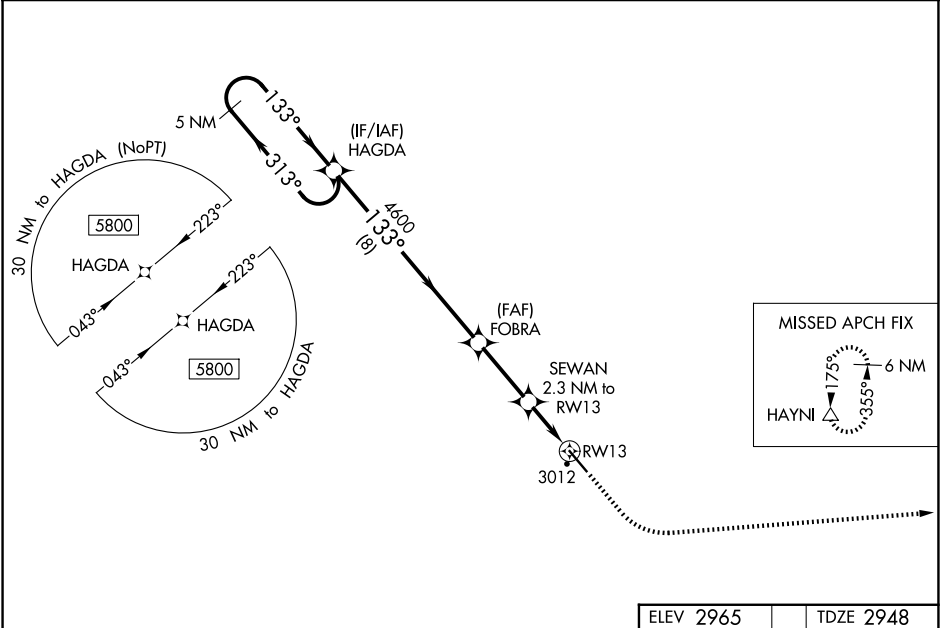 133°
5 NM
313°
(IF/IAF)
HAGDA
4600
133°
(8)
30 NM to HAGDA (NoPT)
5800
223°
HAGDA
043°
223°
HAGDA
043°
5800
30 NM to HAGDA
(FAF)
FOBRA
SEWAN
2.3 NM to
RW13
RW13
3012
MISSED APCH FIX
175°
6 NM
355°
HAYNI
ELEV 2965
TDZE 2948